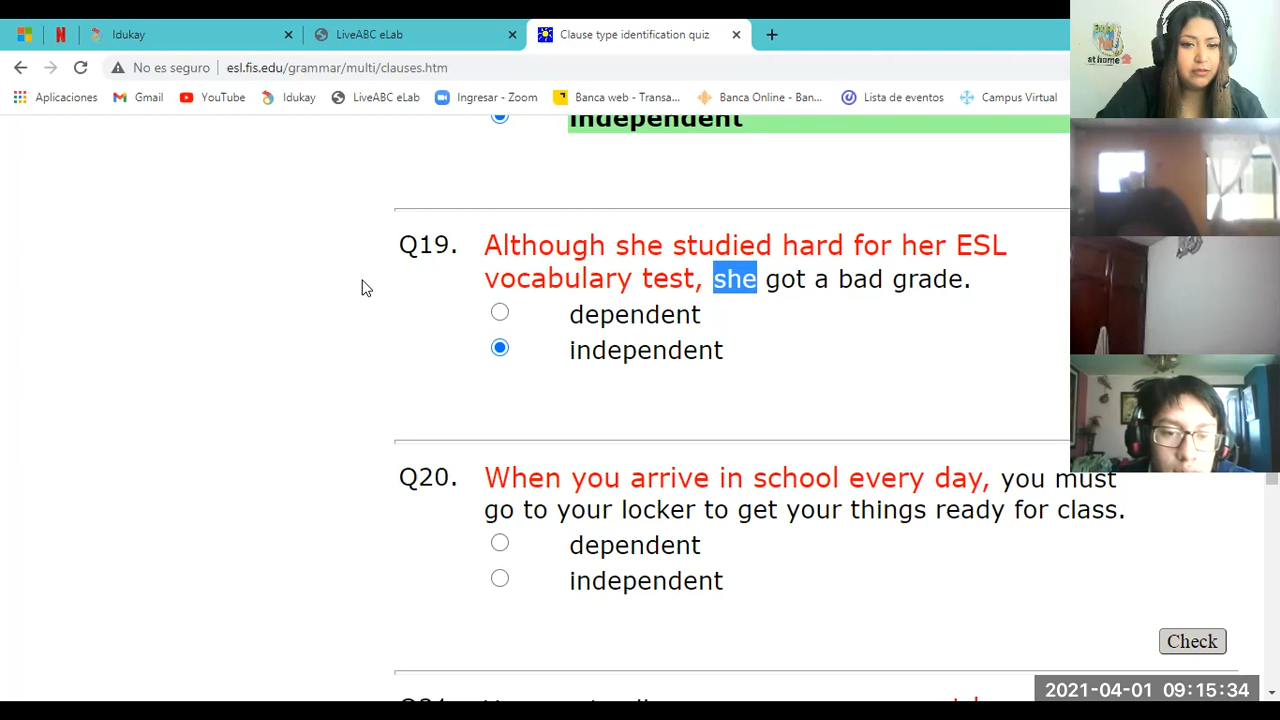 Idukay
LiveABC eLab
Clause type identification quiz
No es seguro
esl.fis.edu/grammar/multi/clauses.htm
Aplicaciones
Gmail
YouTube
Idukay
LiveABC eLab
Ingresar - Zoom
Banca web - Transa...
Banca Online - Ban...
Lista de eventos
Campus Virtual
at home
independent
Q19. Although she studied hard for her ESL
vocabulary test, she got a bad grade.
dependent
independent
Q20. When you arrive in school every day, you must
go to your locker to get your things ready for class.
dependent
independent
Check
2021-04-01 09:15:34